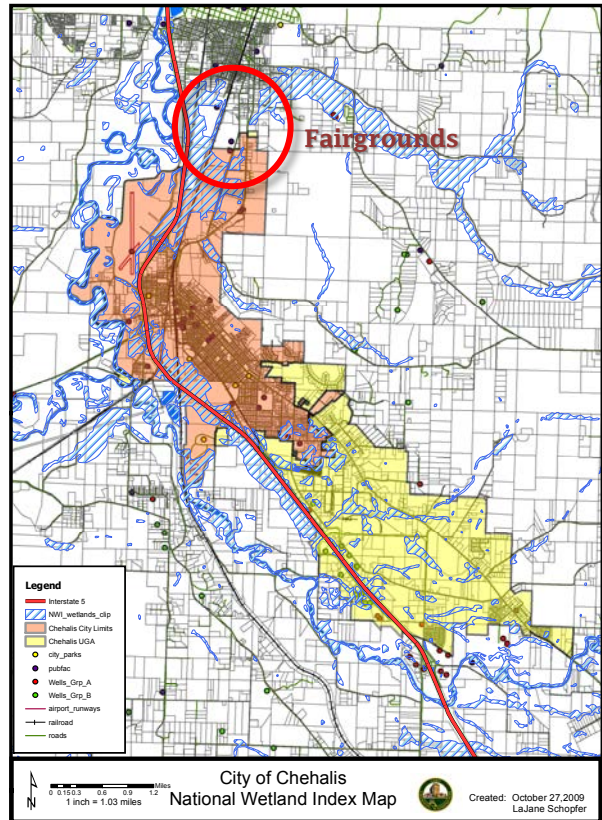 Fairgrounds
Legend
Interstate 5
NWI_wetlands_clip
Chehalis City Limits
Chehalis UGA
city_parks
pubfac
Wells_Grp_A
Wells_Grp_B
airport_runways
railroad
roads
N
0 0.15 0.3 0.6 0.9 1.2 Miles
1 inch = 1.03 miles
City of Chehalis
National Wetland Index Map
Created: October 27,2009
LaJane Schopfer